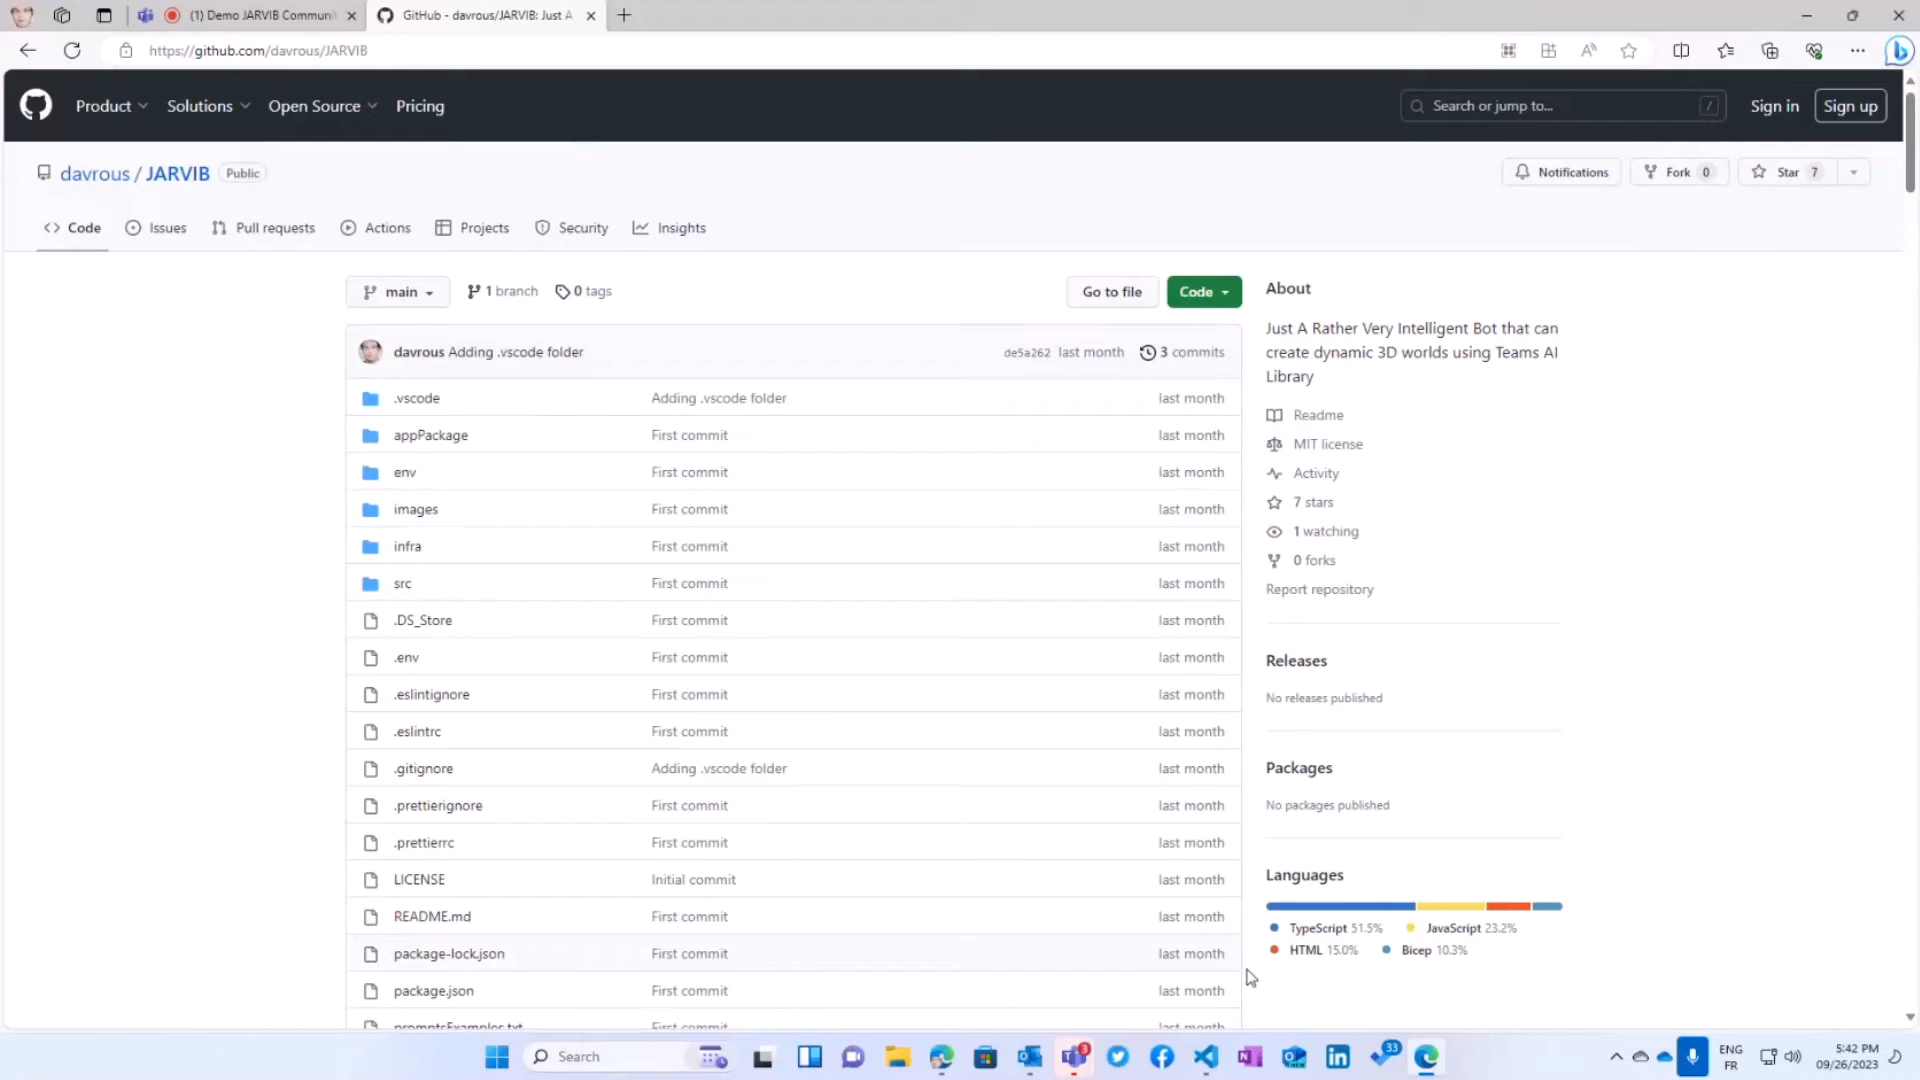 (1) Demo JARVIB Communi
GitHub - davrous/JARVIB: Just A
https://github.com/davrous/JARVIB
Product
Solutions
Open Source
Pricing
Search or jump to...
/
Sign in
Sign up
davrous / JARVIB
Public
Notifications
Fork 0
Star 7
Code
Issues
Pull requests
Actions
Projects
Security
Insights
main
1 branch
0 tags
Go to file
Code
davrous Adding .vscode folder
de5a262 last month
3 commits
.vscode Adding .vscode folder last month
appPackage First commit last month
env First commit last month
images First commit last month
infra First commit last month
src First commit last month
.DS_Store First commit last month
.env First commit last month
.eslintignore First commit last month
.eslintrc First commit last month
.gitignore Adding .vscode folder last month
.prettierignore First commit last month
.prettierrc First commit last month
LICENSE Initial commit last month
README.md First commit last month
package-lock.json First commit last month
package.json First commit last month
promptsExamples.txt First commit last month
About
Just A Rather Very Intelligent Bot that can
create dynamic 3D worlds using Teams AI
Library
Readme
MIT license
Activity
7 stars
1 watching
0 forks
Report repository
Releases
No releases published
Packages
No packages published
Languages
TypeScript 51.5% JavaScript 23.2%
HTML 15.0% Bicep 10.3%
Search
3
33
ENG
FR
5:42 PM
09/26/2023